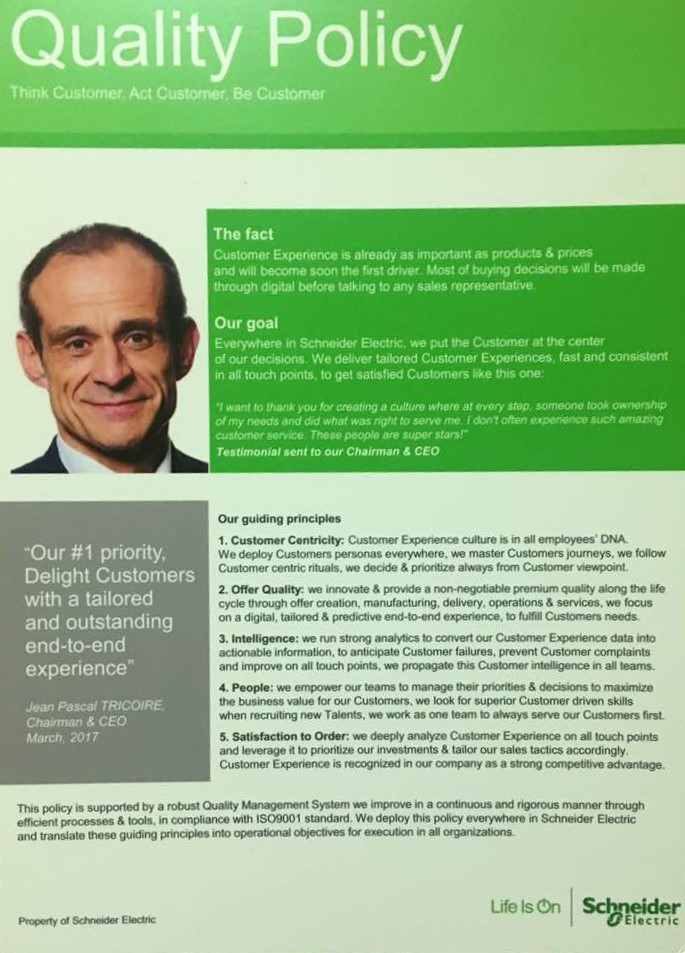 Quality Policy
Think Customer, Act Customer, Be Customer
The fact
Customer Experience is already as important as products & prices
and will become soon the first driver. Most of buying decisions will be made
through digital before talking to any sales representative.
Our goal
Everywhere in Schneider Electric, we put the Customer at the center
of our decisions. We deliver tailored Customer Experiences, fast and consistent
in all touch points, to get satisfied Customers like this one:
"I want to thank you for creating a culture where at every step, someone took ownership
of my needs and did what was right to serve me. I don't often experience such amazing
customer service. These people are super stars!"
Testimonial sent to our Chairman & CEO
"Our #1 priority,
Delight Customers
with a tailored
and outstanding
end-to-end
experience"
Jean Pascal TRICOIRE,
Chairman & CEO
March, 2017
Our guiding principles
1. Customer Centricity: Customer Experience culture is in all employees' DNA.
We deploy Customers personas everywhere, we master Customers journeys, we follow
Customer centric rituals, we decide & prioritize always from Customer viewpoint.
2. Offer Quality: we innovate & provide a non-negotiable premium quality along the life
cycle through offer creation, manufacturing, delivery, operations & services, we focus
on a digital, tailored & predictive end-to-end experience, to fulfill Customers needs.
3. Intelligence: we run strong analytics to convert our Customer Experience data into
actionable information, to anticipate Customer failures, prevent Customer complaints
and improve on all touch points, we propagate this Customer intelligence in all teams.
4. People: we empower our teams to manage their priorities & decisions to maximize
the business value for our Customers, we look for superior Customer driven skills
when recruiting new Talents, we work as one team to always serve our Customers first.
5. Satisfaction to Order: we deeply analyze Customer Experience on all touch points
and leverage it to prioritize our investments & tailor our sales tactics accordingly.
Customer Experience is recognized in our company as a strong competitive advantage.
This policy is supported by a robust Quality Management System we improve in a continuous and rigorous manner through
efficient processes & tools, in compliance with ISO9001 standard. We deploy this policy everywhere in Schneider Electric
and translate these guiding principles into operational objectives for execution in all organizations.
Property of Schneider Electric
Life Is On
Schneider
Electric